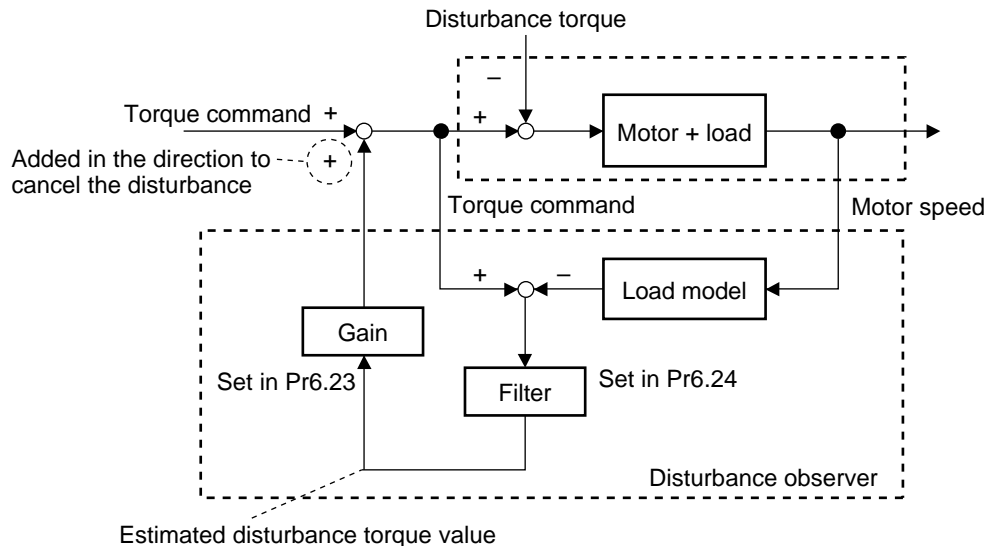 Disturbance torque
–
Torque command +
+
Motor + load
Added in the direction to
cancel the disturbance
+
Torque command
Motor speed
+
–
Load model
Gain
Set in Pr6.23
Filter
Set in Pr6.24
Disturbance observer
Estimated disturbance torque value